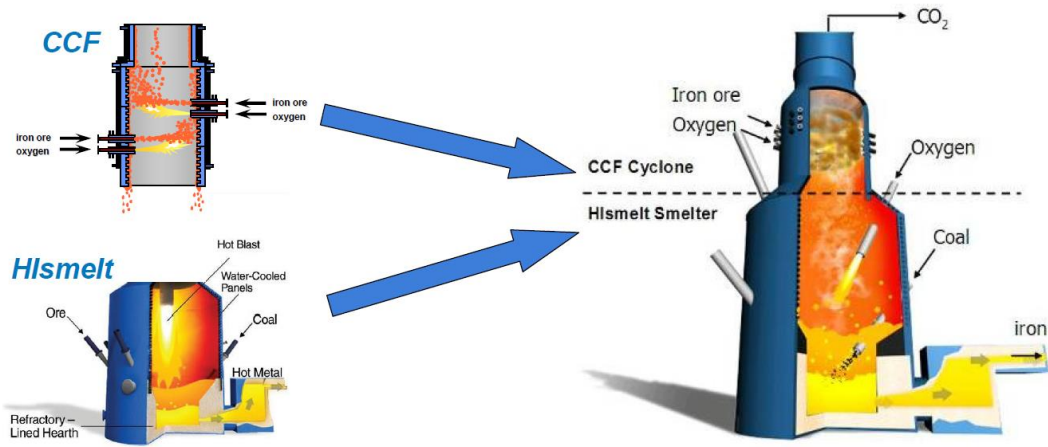 CCF
iron ore
oxygen
iron ore
oxygen
HIsmelt
Hot Blast
Water-Cooled
Panels
Ore
Coal
Hot Metal
Refractory –
Lined Hearth
CO₂
Iron ore
Oxygen
Oxygen
CCF Cyclone
HIsmelt Smelter
Coal
iron